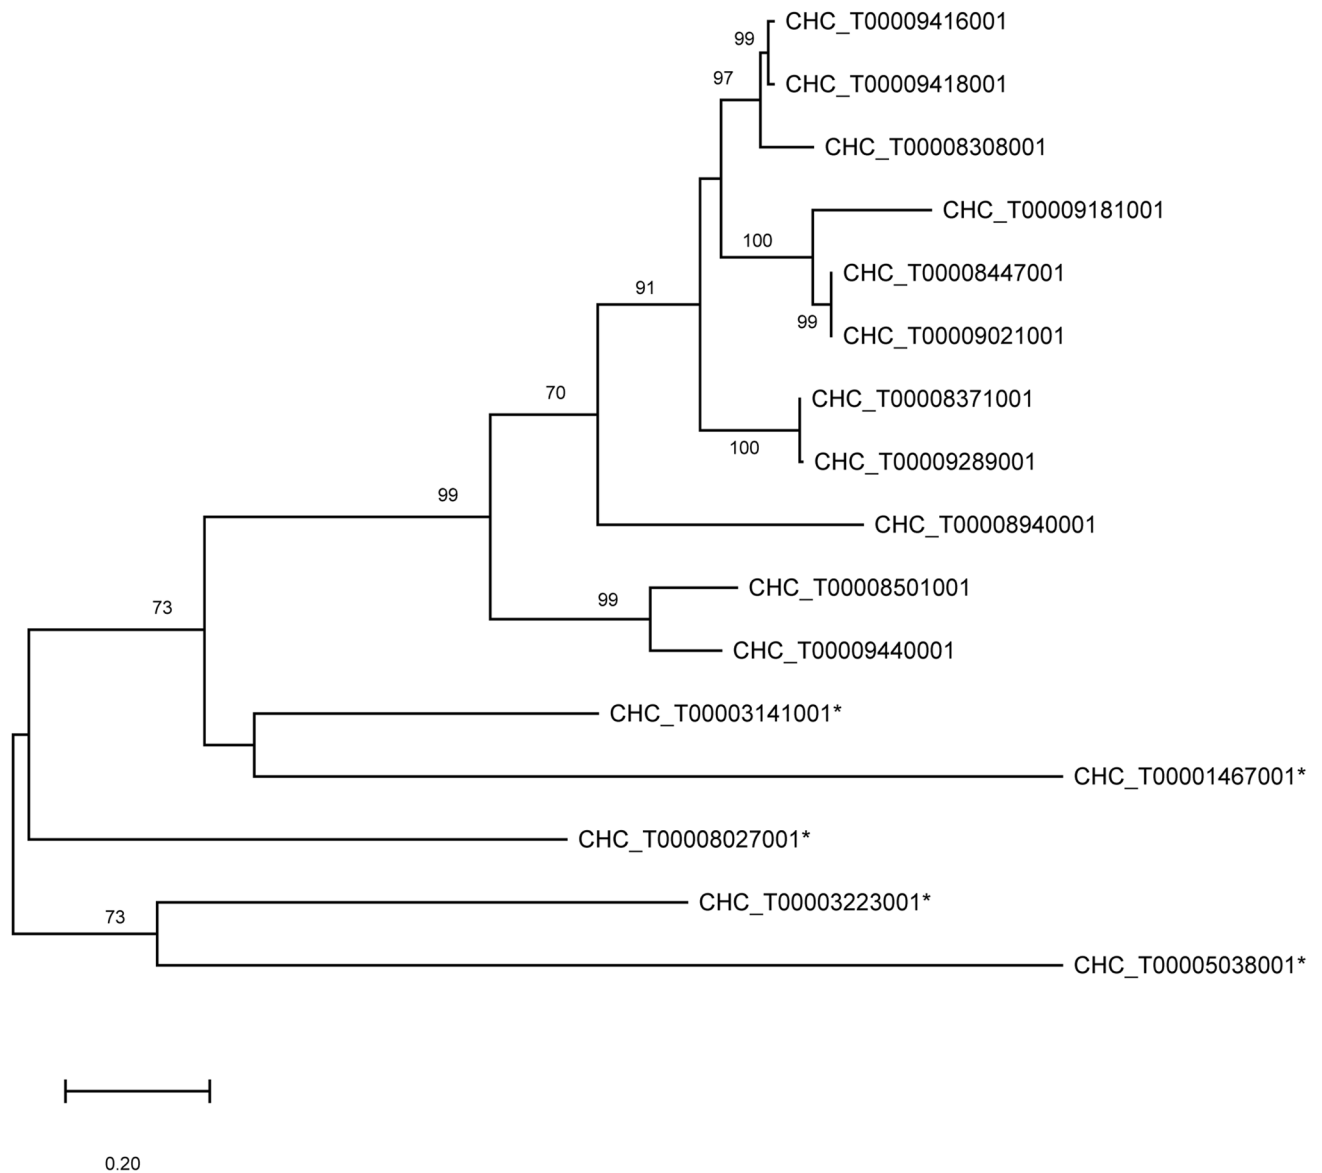 CHC_T00009416001
99
97
CHC_T00009418001
CHC_T00008308001
CHC_T00009181001
100
CHC_T00008447001
91
99
CHC_T00009021001
70
CHC_T00008371001
100
CHC_T00009289001
99
CHC_T00008940001
CHC_T00008501001
99
73
CHC_T00009440001
CHC_T00003141001*
CHC_T00001467001*
CHC_T00008027001*
CHC_T00003223001*
73
CHC_T00005038001*
0.20